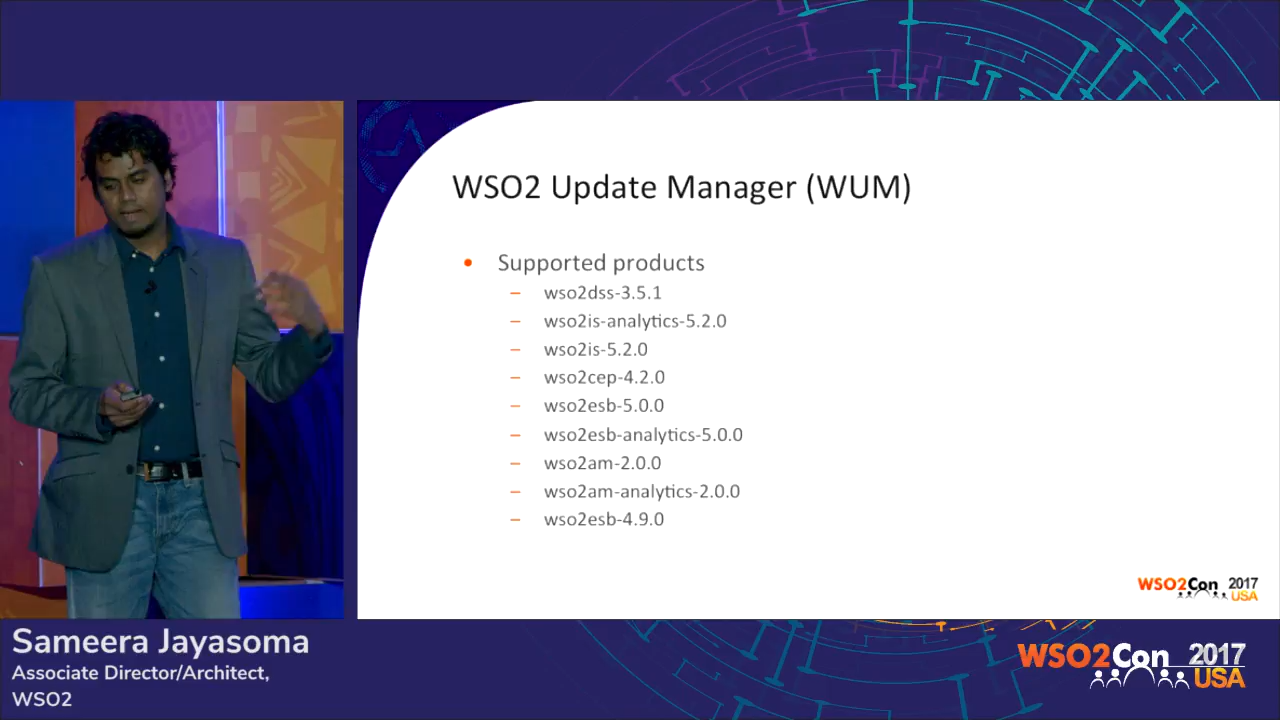 WSO2 Update Manager (WUM)
• Supported products
– wso2dss-3.5.1
– wso2is-analytics-5.2.0
– wso2is-5.2.0
– wso2cep-4.2.0
– wso2esb-5.0.0
– wso2esb-analytics-5.0.0
– wso2am-2.0.0
– wso2am-analytics-2.0.0
– wso2esb-4.9.0
WSO2Con 2017
USA
Sameera Jayasoma
Associate Director/Architect,
WSO2
WSO2Con 2017
USA